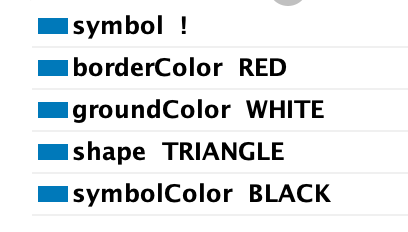 symbol !
borderColor RED
groundColor WHITE
shape TRIANGLE
symbolColor BLACK